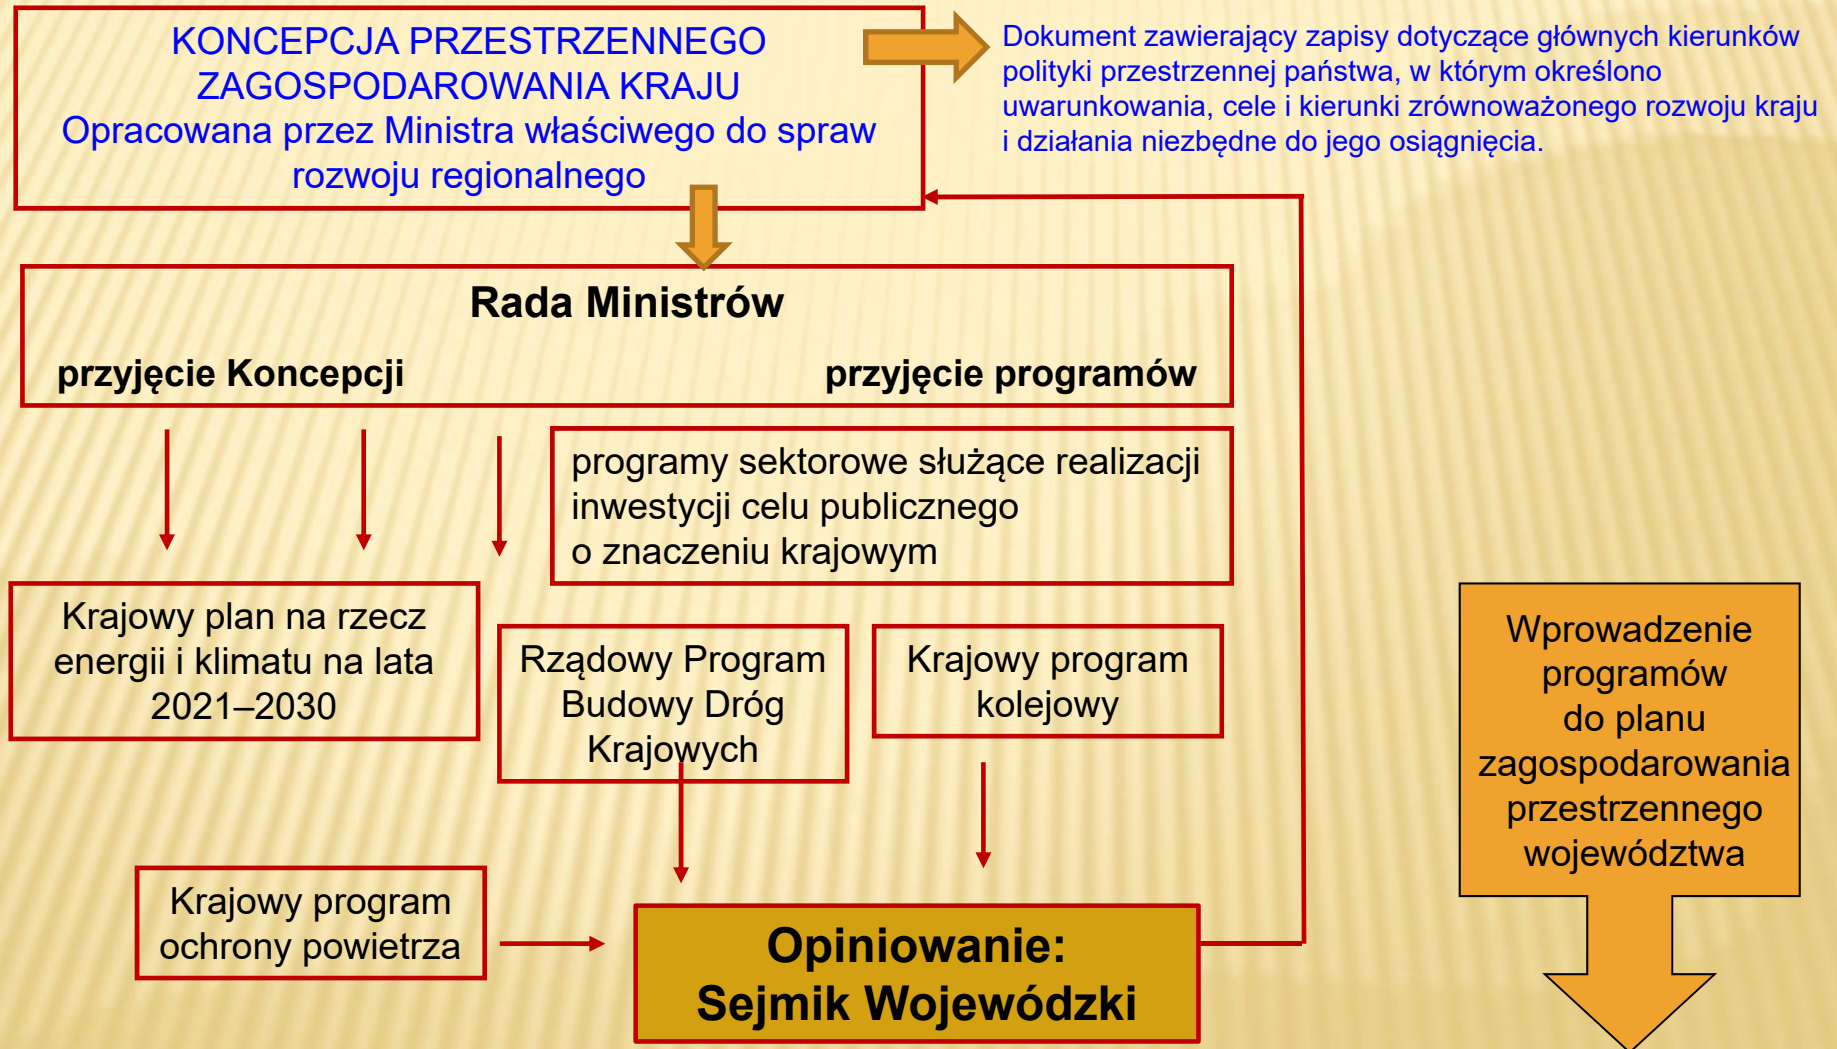 KONCEPCJA PRZESTRZENNEGO
ZAGOSPODAROWANIA KRAJU
Opracowana przez Ministra właściwego do spraw
rozwoju regionalnego
Dokument zawierający zapisy dotyczące głównych kierunków
polityki przestrzennej państwa, w którym określono
uwarunkowania, cele i kierunki zrównoważonego rozwoju kraju
i działania niezbędne do jego osiągnięcia.
Rada Ministrów
przyjęcie Koncepcji przyjęcie programów
programy sektorowe służące realizacji
inwestycji celu publicznego
o znaczeniu krajowym
Krajowy plan na rzecz
energii i klimatu na lata
2021–2030
Rządowy Program
Budowy Dróg
Krajowych
Krajowy program
kolejowy
Wprowadzenie
programów
do planu
zagospodarowania
przestrzennego
województwa
Krajowy program
ochrony powietrza
Opiniowanie:
Sejmik Wojewódzki